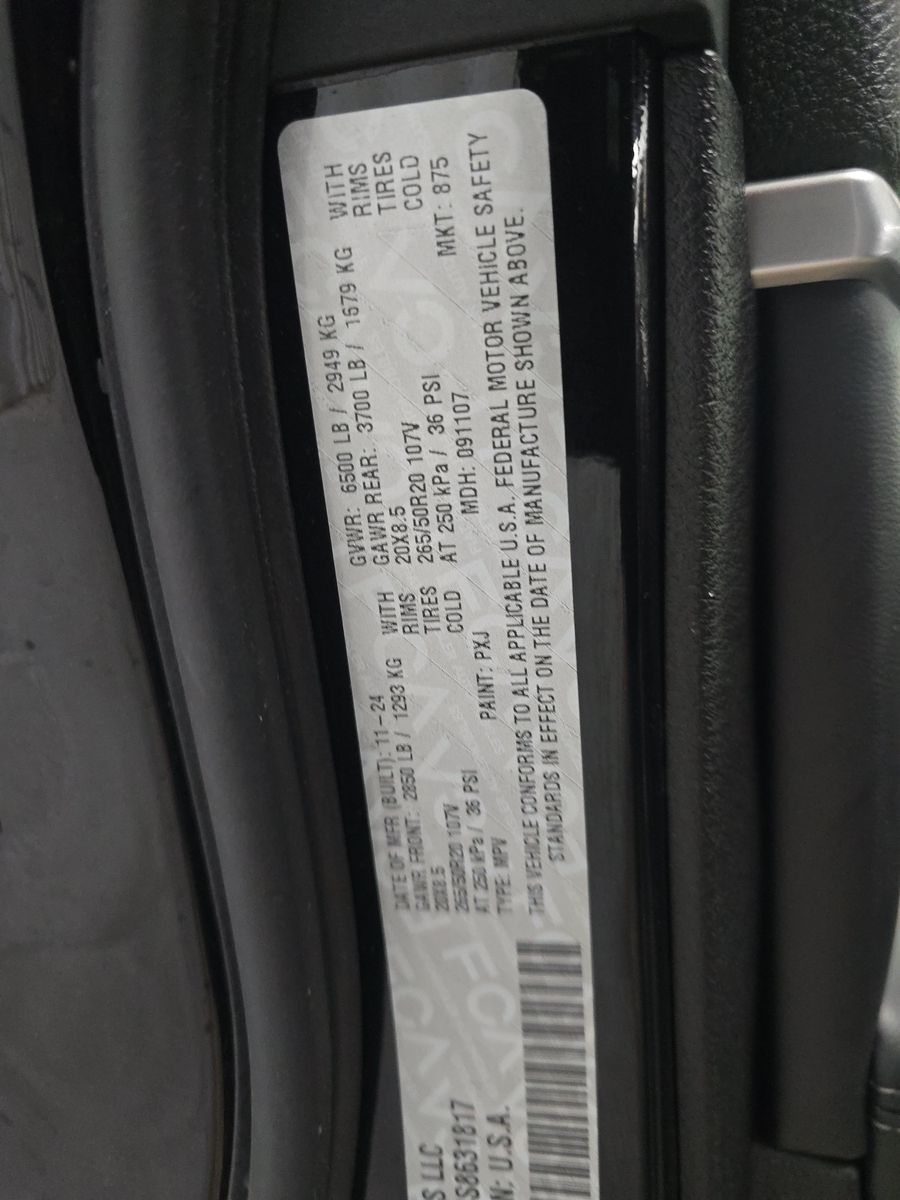 S LLC
S8631817
N: U.S.A.
DATE OF MFR (BUILT): 11-24 GVWR: 6500 LB / 2949 KG
GAWR FRONT: 2850 LB / 1293 KG WITH GAWR REAR: 3700 LB / 1679 KG WITH
20X8.5 RIMS 20X8.5 RIMS
265/50R20 107V TIRES 265/50R20 107V TIRES
AT 250 kPa / 36 PSI COLD AT 250 kPa / 36 PSI COLD
TYPE: MPV PAINT: PXJ MDH: 091107 MKT: 875
THIS VEHICLE CONFORMS TO ALL APPLICABLE U.S.A. FEDERAL MOTOR VEHICLE SAFETY
STANDARDS IN EFFECT ON THE DATE OF MANUFACTURE SHOWN ABOVE.